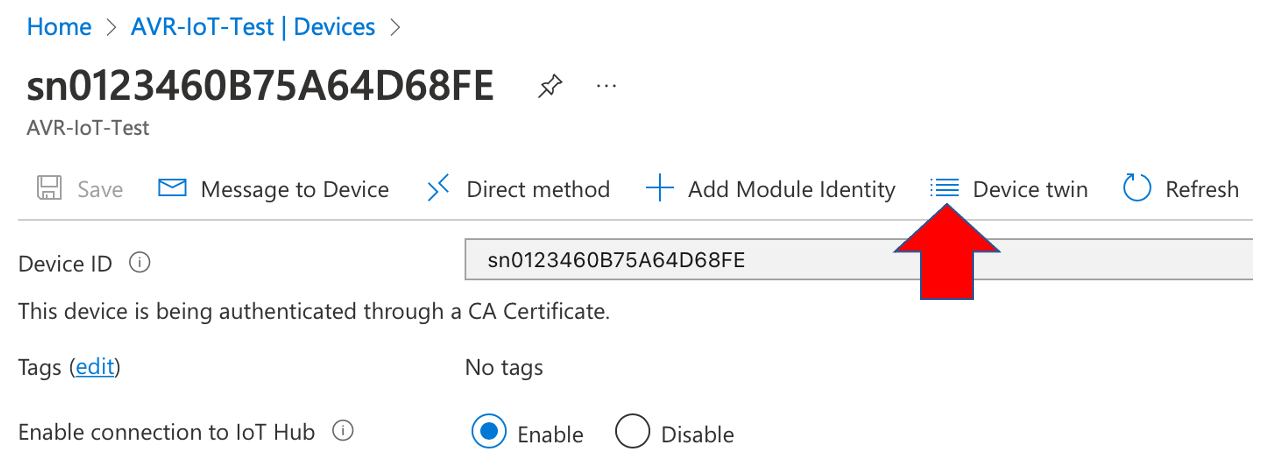 Home > AVR-IoT-Test | Devices >
sn0123460B75A64D68FE ...
AVR-IoT-Test
Save Message to Device Direct method Add Module Identity Device twin Refresh
Device ID sn0123460B75A64D68FE
This device is being authenticated through a CA Certificate.
Tags (edit) No tags
Enable connection to IoT Hub Enable Disable